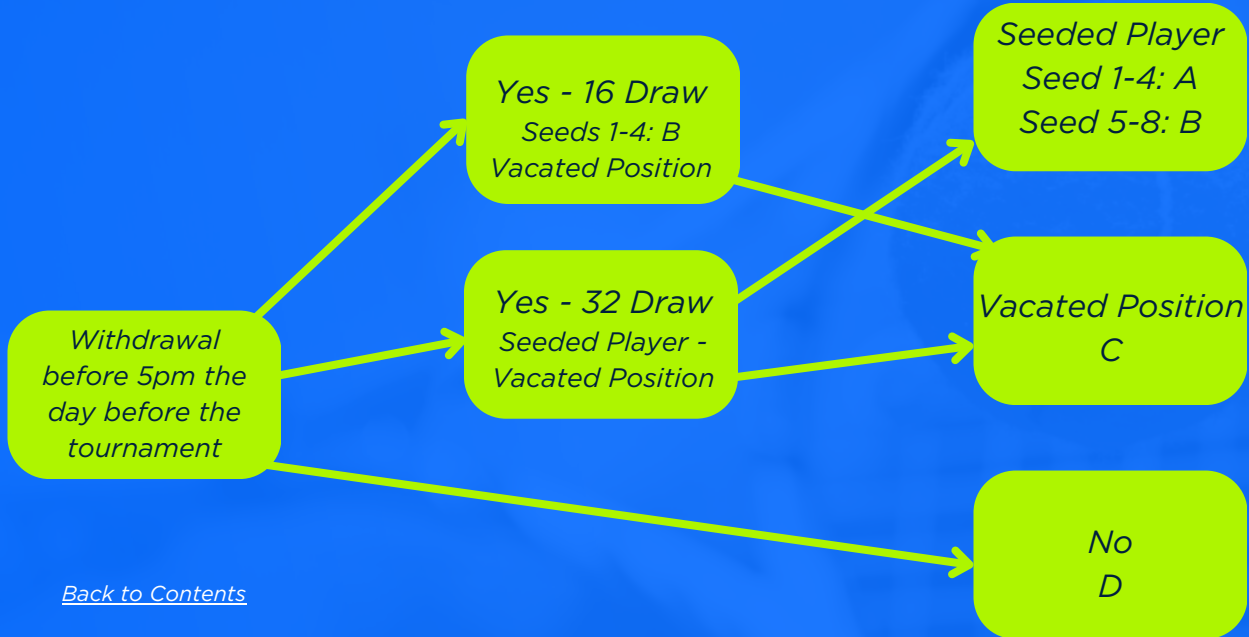 Withdrawal
before 5pm the
day before the
tournament
Yes - 16 Draw
Seeds 1-4: B
Vacated Position
Yes - 32 Draw
Seeded Player -
Vacated Position
Seeded Player
Seed 1-4: A
Seed 5-8: B
Vacated Position
C
No
D
Back to Contents